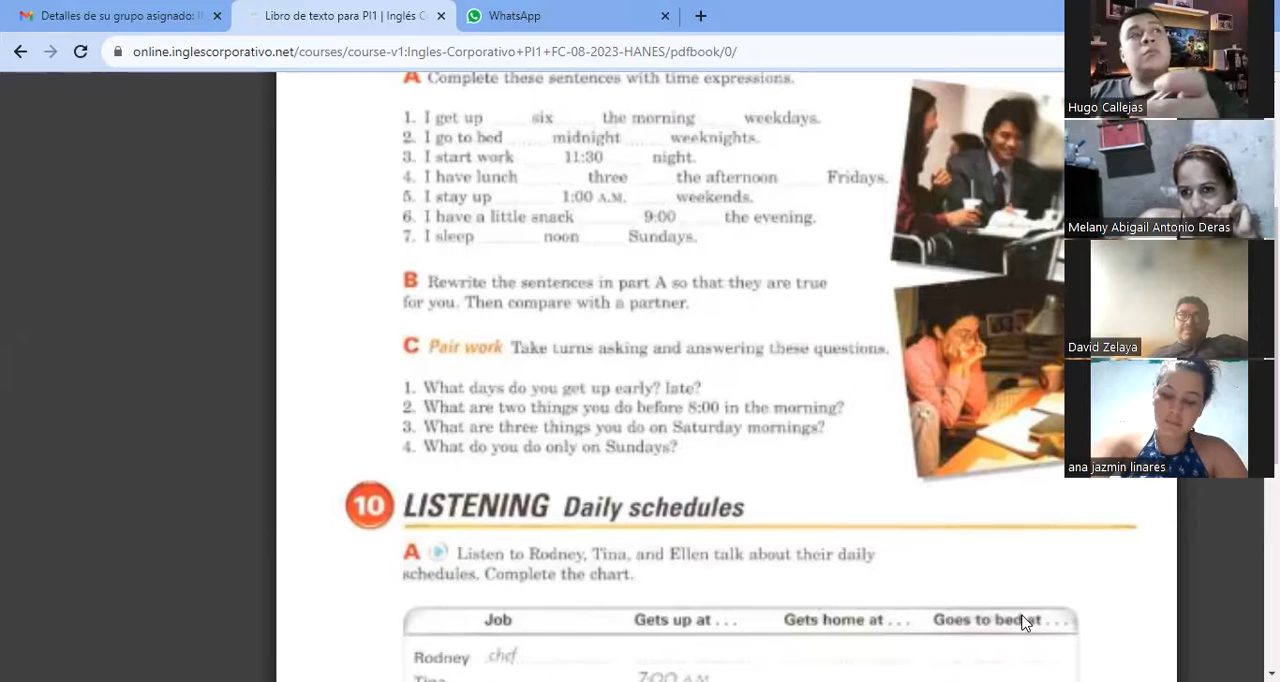 Detalles de su grupo asignado: I
Libro de texto para PI1 | Inglés C
WhatsApp
online.inglescorporativo.net/courses/course-v1:Ingles-Corporativo+PI1+FC-08-2023-HANES/pdfbook/0/
A Complete these sentences with time expressions.
1. I get up six the morning weekdays.
2. I go to bed midnight weeknights.
3. I start work 11:30 night.
4. I have lunch three the afternoon Fridays.
5. I stay up 1:00 A.M. weekends.
6. I have a little snack 9:00 the evening.
7. I sleep noon Sundays.
B Rewrite the sentences in part A so that they are true
for you. Then compare with a partner.
C Pair work Take turns asking and answering these questions.
1. What days do you get up early? late?
2. What are two things you do before 8:00 in the morning?
3. What are three things you do on Saturday mornings?
4. What do you do only on Sundays?
10 LISTENING Daily schedules
A Listen to Rodney, Tina, and Ellen talk about their daily
schedules. Complete the chart.
Job Gets up at . . . Gets home at . . . Goes to bed at . . .
Rodney chef
Tina 7:00 A.M.
Hugo Callejas
Melany Abigail Antonio Deras
David Zelaya
ana jazmin linares